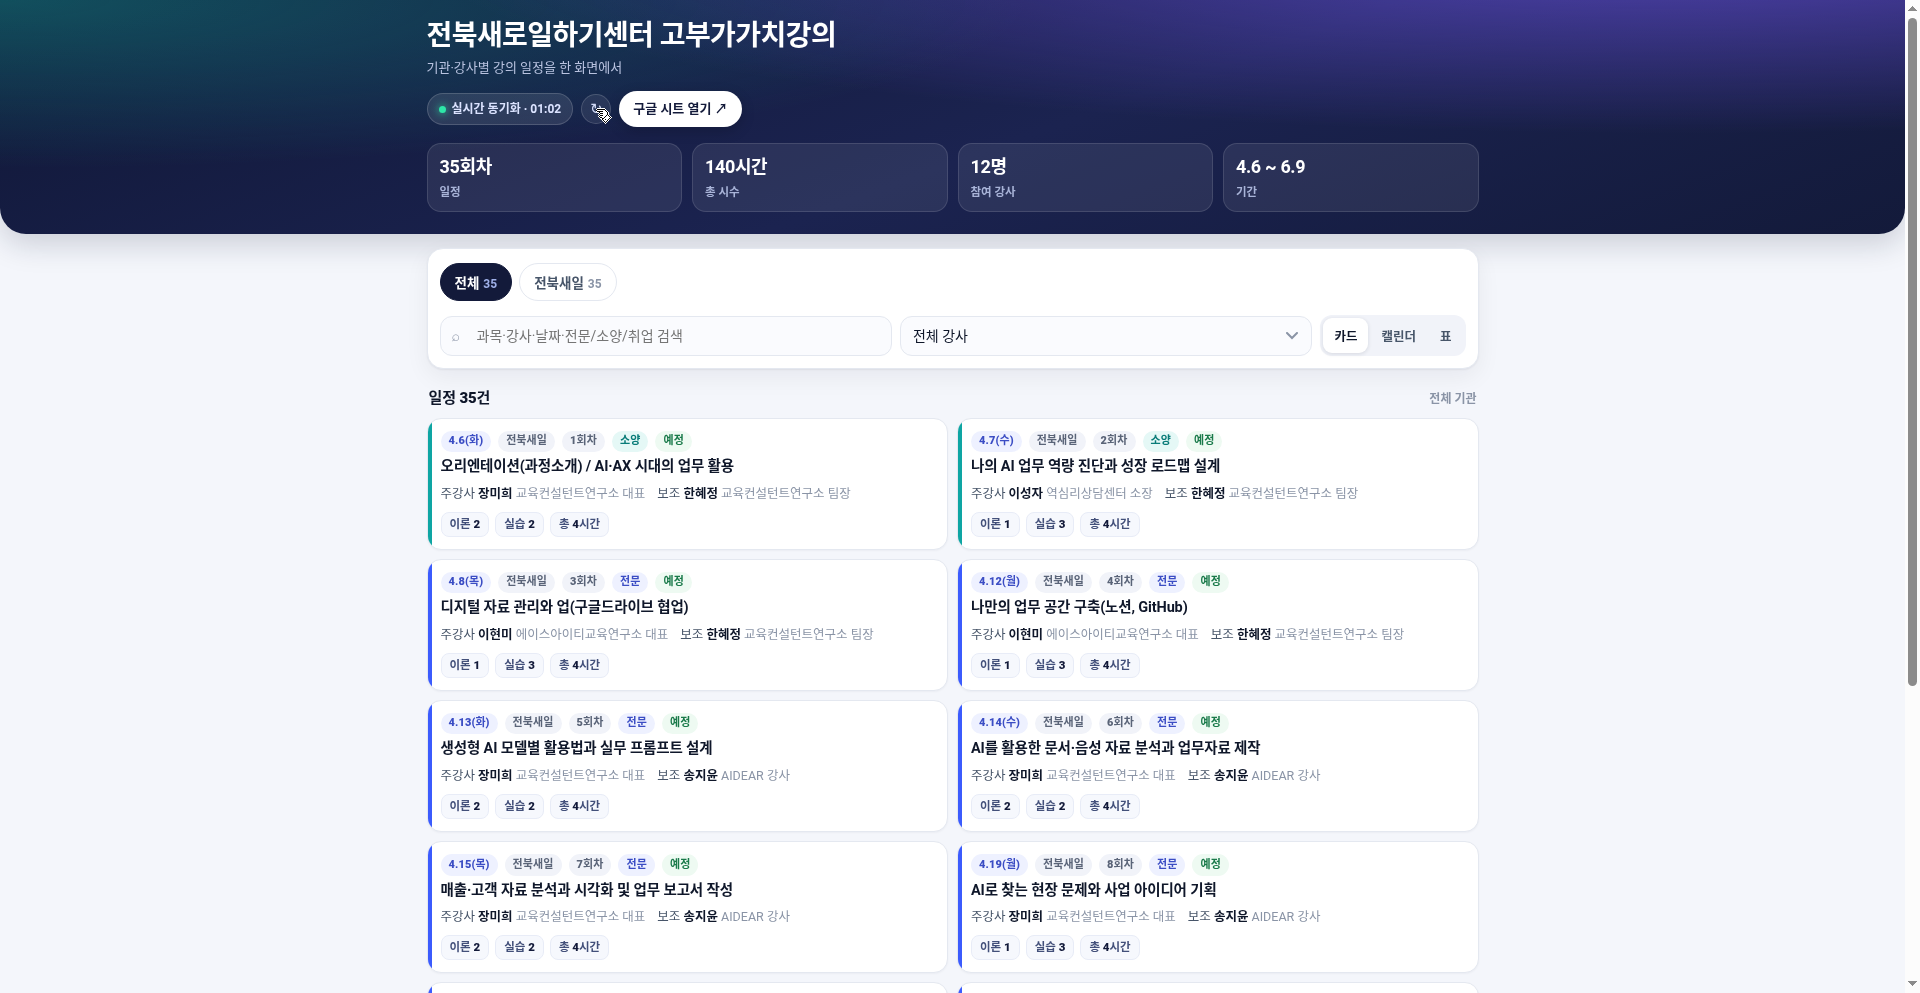 전북새로일하기센터 고부가가치강의
기관·강사별 강의 일정을 한 화면에서
실시간 동기화 · 01:02
구글 시트 열기 ↗
35회차
일정
140시간
총 시수
12명
참여 강사
4.6 ~ 6.9
기간
전체 35
전북새일 35
과목·강사·날짜·전문/소양/취업 검색
전체 강사
카드
캘린더
표
일정 35건
전체 기관
4.6(화) 전북새일 1회차 소양 예정
오리엔테이션(과정소개) / AI·AX 시대의 업무 활용
주강사 장미희 교육컨설턴트연구소 대표 보조 한혜정 교육컨설턴트연구소 팀장
이론 2 실습 2 총 4시간
4.7(수) 전북새일 2회차 소양 예정
나의 AI 업무 역량 진단과 성장 로드맵 설계
주강사 이성자 역심리상담센터 소장 보조 한혜정 교육컨설턴트연구소 팀장
이론 1 실습 3 총 4시간
4.8(목) 전북새일 3회차 전문 예정
디지털 자료 관리와 업(구글드라이브 협업)
주강사 이현미 에이스아이티교육연구소 대표 보조 한혜정 교육컨설턴트연구소 팀장
이론 1 실습 3 총 4시간
4.12(월) 전북새일 4회차 전문 예정
나만의 업무 공간 구축(노션, GitHub)
주강사 이현미 에이스아이티교육연구소 대표 보조 한혜정 교육컨설턴트연구소 팀장
이론 1 실습 3 총 4시간
4.13(화) 전북새일 5회차 전문 예정
생성형 AI 모델별 활용법과 실무 프롬프트 설계
주강사 장미희 교육컨설턴트연구소 대표 보조 송지윤 AIDEAR 강사
이론 2 실습 2 총 4시간
4.14(수) 전북새일 6회차 전문 예정
AI를 활용한 문서·음성 자료 분석과 업무자료 제작
주강사 장미희 교육컨설턴트연구소 대표 보조 송지윤 AIDEAR 강사
이론 2 실습 2 총 4시간
4.15(목) 전북새일 7회차 전문 예정
매출·고객 자료 분석과 시각화 및 업무 보고서 작성
주강사 장미희 교육컨설턴트연구소 대표 보조 송지윤 AIDEAR 강사
이론 2 실습 2 총 4시간
4.19(월) 전북새일 8회차 전문 예정
AI로 찾는 현장 문제와 사업 아이디어 기획
주강사 장미희 교육컨설턴트연구소 대표 보조 송지윤 AIDEAR 강사
이론 1 실습 3 총 4시간